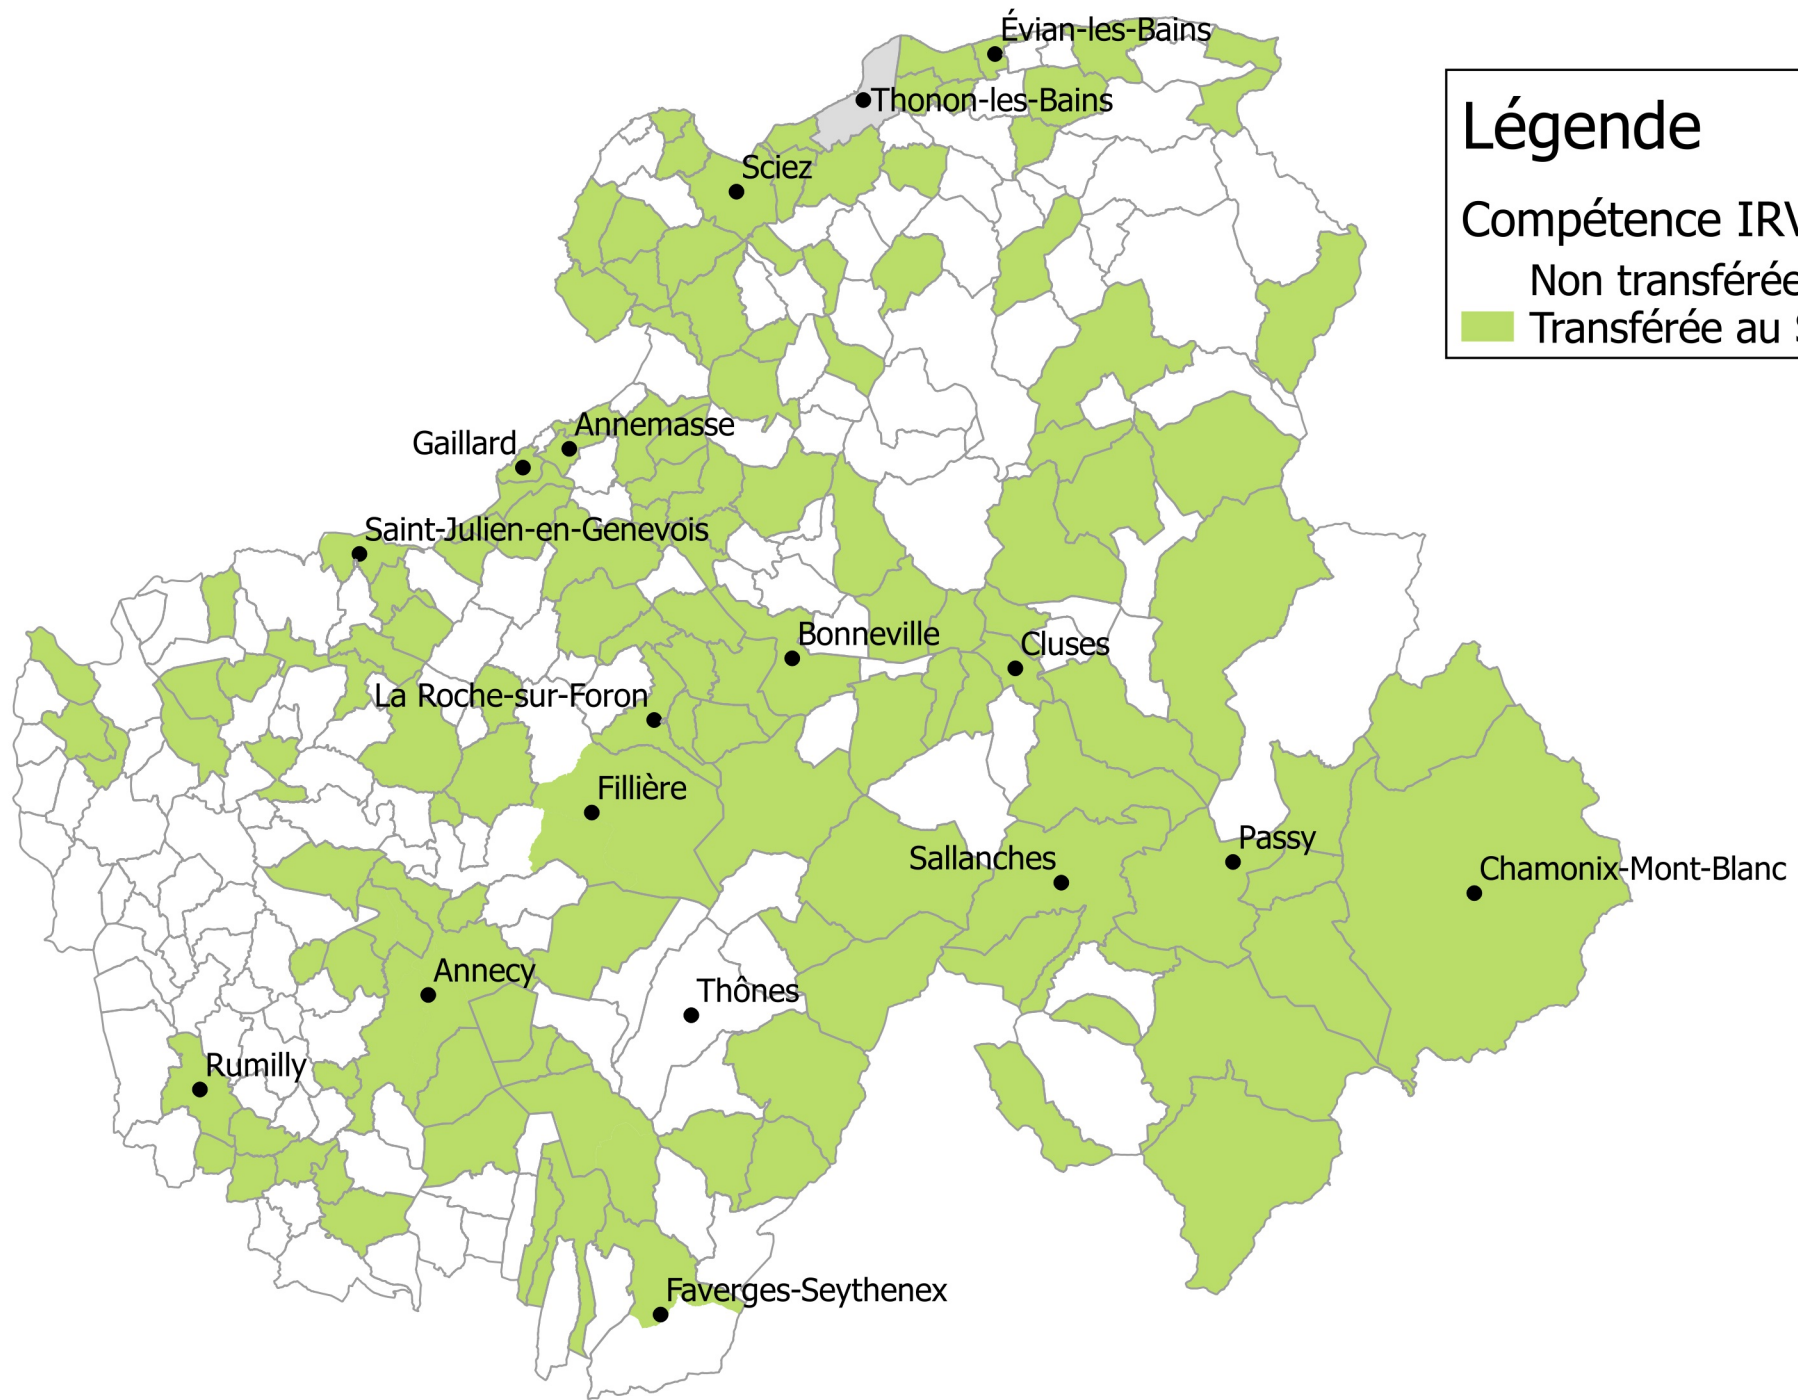 Évian-les-Bains
Thonon-les-Bains
Légende
Sciez
Compétence IRV
Non transférée
Transférée au S
Annemasse
Gaillard
Saint-Julien-en-Genevois
Bonneville
Cluses
La Roche-sur-Foron
Fillière
Passy
Sallanches
Chamonix-Mont-Blanc
Annecy
Thônes
Rumilly
Faverges-Seythenex